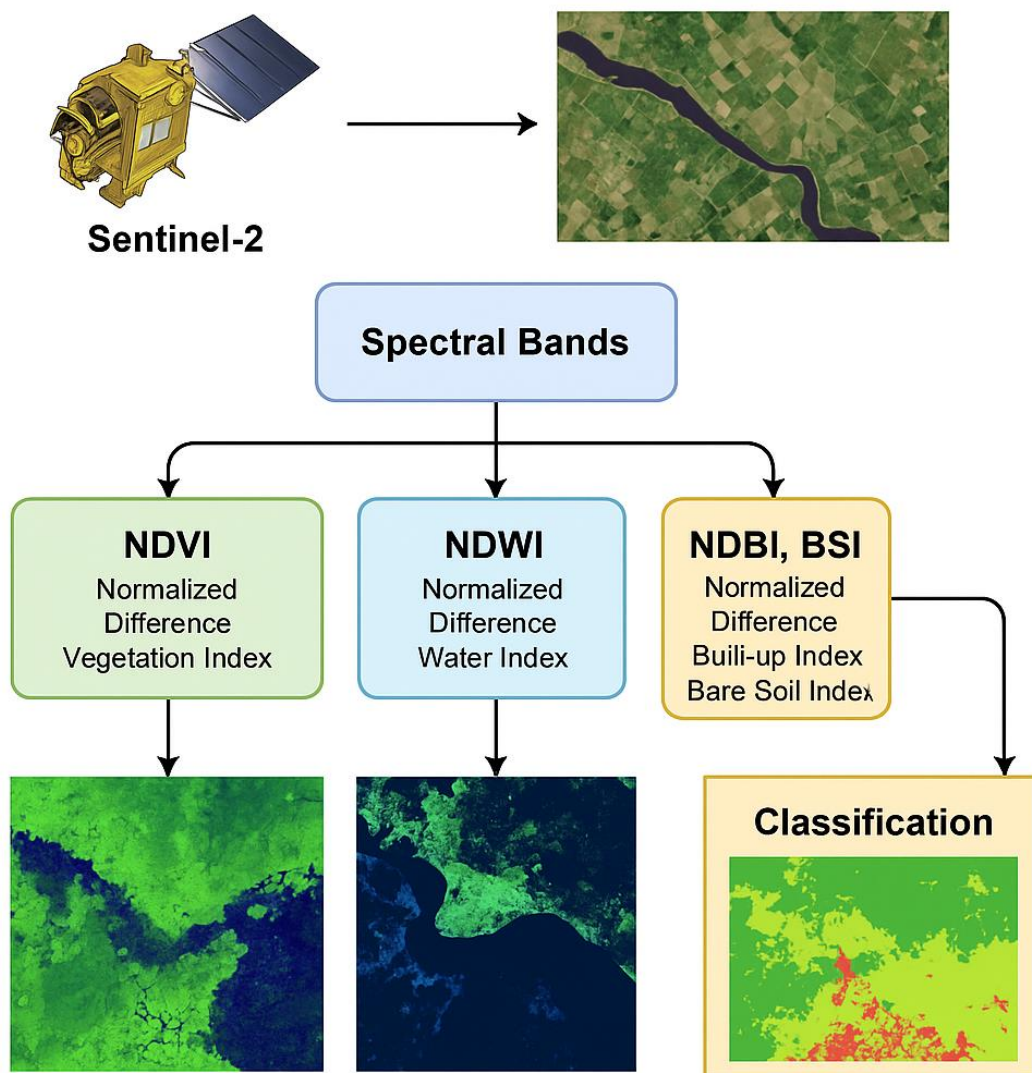 Sentinel-2
Spectral Bands
NDVI
Normalized
Difference
Vegetation Index
NDWI
Normalized
Difference
Water Index
NDBI, BSI
Normalized
Difference
Buili-up Index
Bare Soil Index
Classification